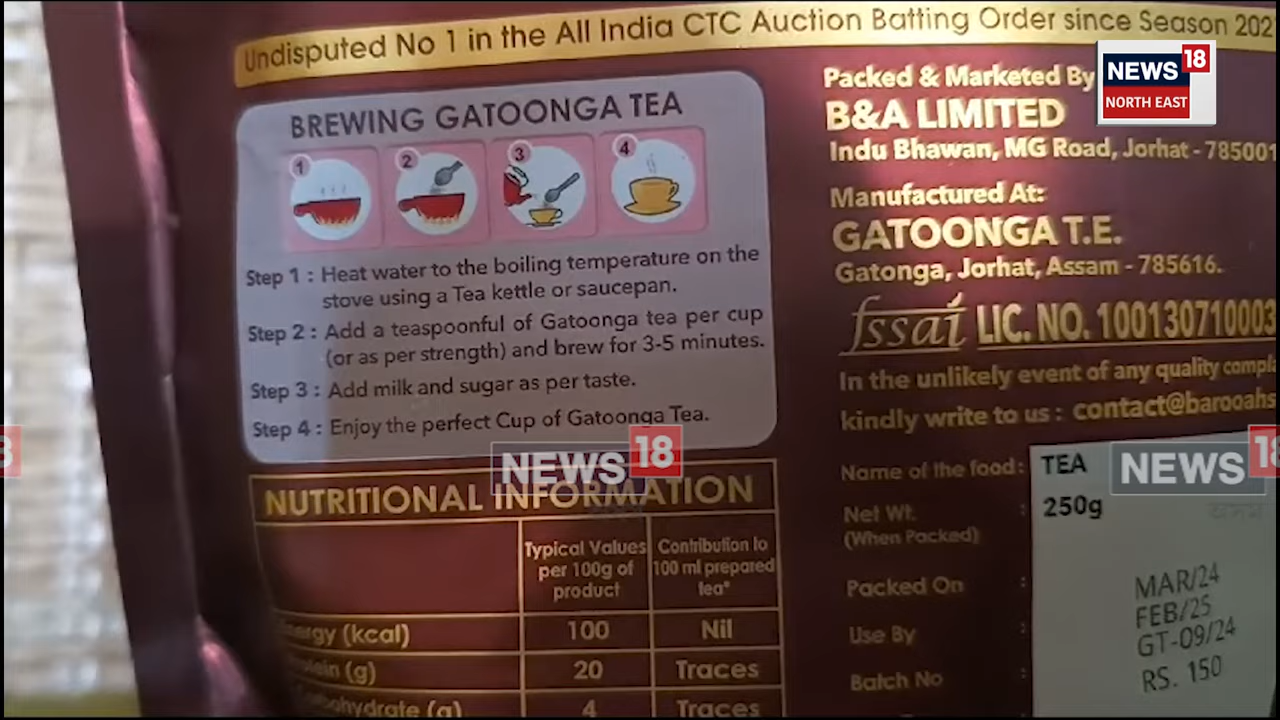 Undisputed No 1 in the All India CTC Auction Batting Order since Season 202
BREWING GATOONGA TEA
1
2
3
4
Step 1 : Heat water to the boiling temperature on the
stove using a Tea kettle or saucepan.
Step 2 : Add a teaspoonful of Gatoonga tea per cup
(or as per strength) and brew for 3-5 minutes.
Step 3 : Add milk and sugar as per taste.
Step 4 : Enjoy the perfect Cup of Gatoonga Tea.
NUTRITIONAL INFORMATION
Typical Values
per 100g of
product
Contribution to
100 ml prepared
tea*
(kcal) 100 Nil
(g) 20 Traces
(g) 4 Traces
Packed & Marketed By
B&A LIMITED
Indu Bhawan, MG Road, Jorhat - 785001
Manufactured At:
GATOONGA T.E.
Gatonga, Jorhat, Assam - 785616.
fssai LIC. NO. 100130710003
In the unlikely event of any quality
kindly write to us : contact@barooahs
Name of the food : TEA
Net Wt. : 250g
(When Packed)
Packed On : MAR/24
Use By : FEB/25
Batch No : GT-09/24
RS. 150
NEWS 18
NORTH EAST
NEWS 18
NEWS 18